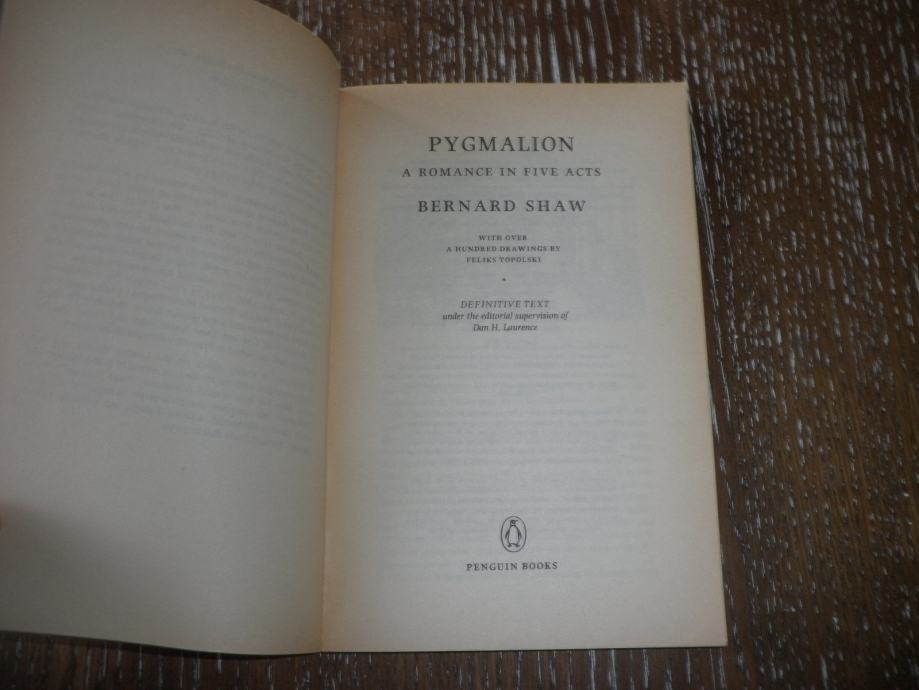 PYGMALION
A ROMANCE IN FIVE ACTS
BERNARD SHAW
WITH OVER
A HUNDRED DRAWINGS BY
FELIKS TOPOLSKI
*
DEFINITIVE TEXT
under the editorial supervision of
Dan H. Laurence
PENGUIN BOOKS